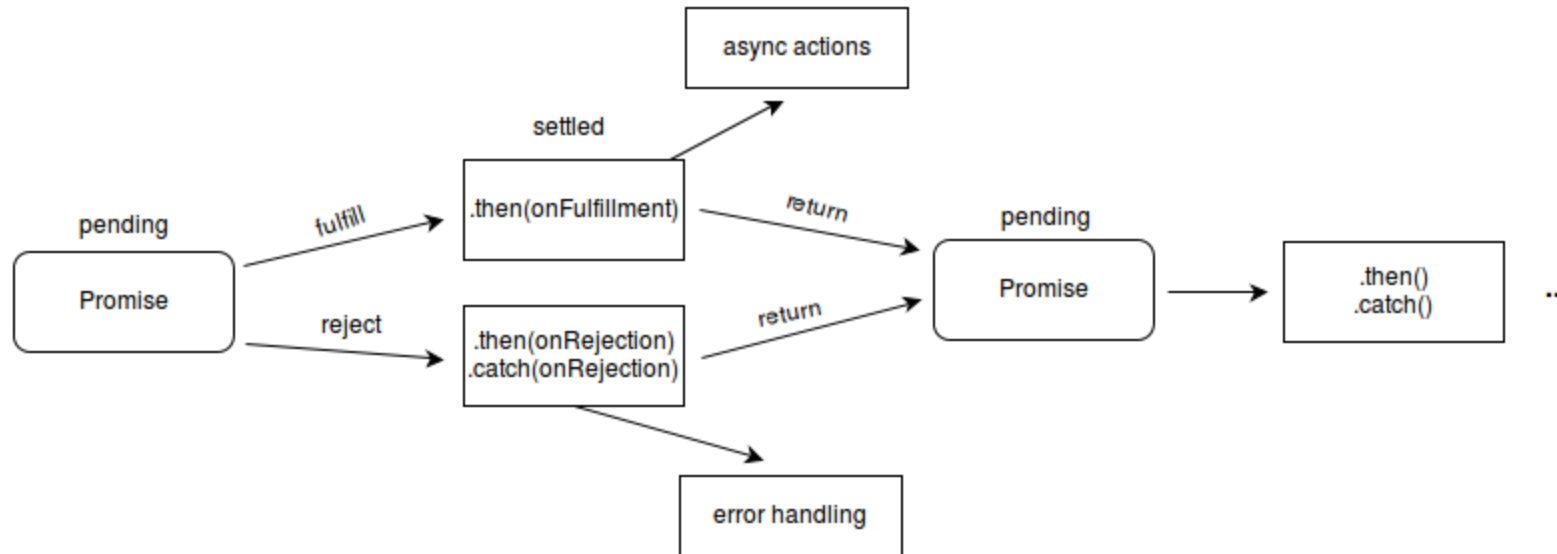 async actions
settled
.then(onFulfillment)
fulfill
return
pending
Promise
reject
.then(onRejection)
.catch(onRejection)
return
pending
Promise
.then()
.catch()
..
error handling